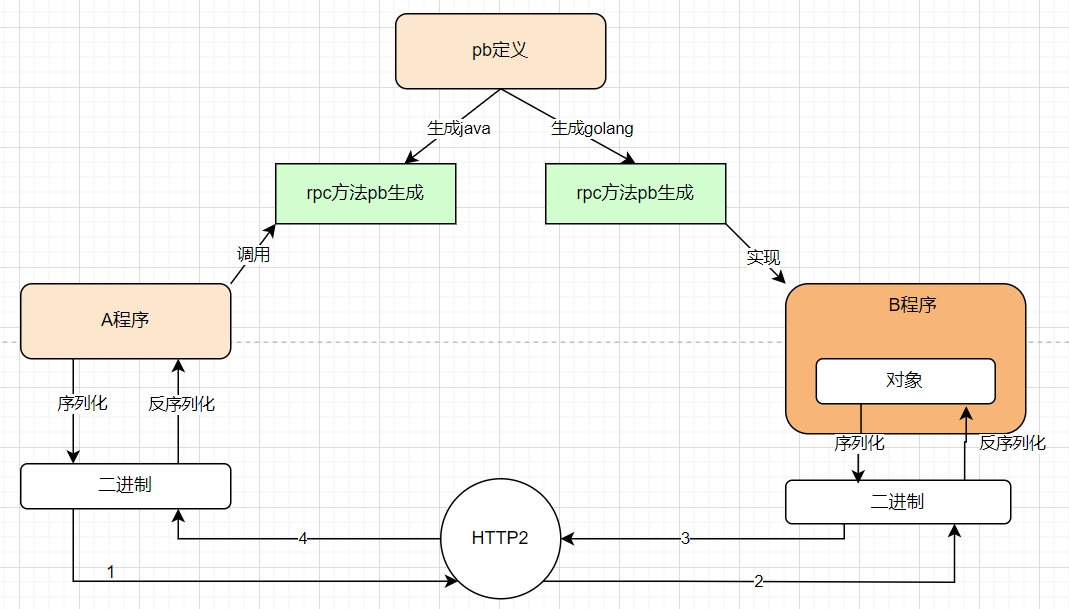 pb定义
生成java
生成golang
rpc方法pb生成
rpc方法pb生成
调用
实现
A程序
B程序
对象
序列化
反序列化
序列化
反序列化
二进制
二进制
HTTP2
4
3
1
2